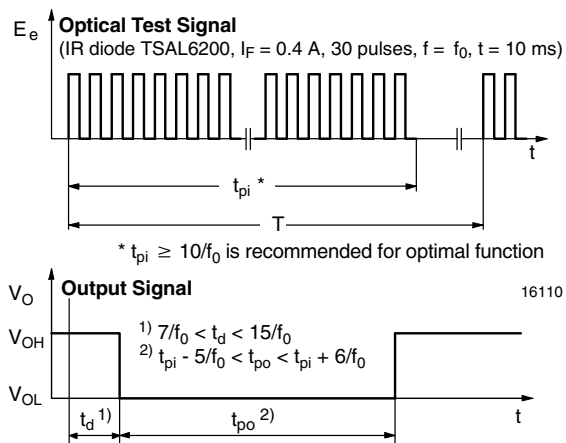 E_e Optical Test Signal
(IR diode TSAL6200, I_F = 0.4 A, 30 pulses, f = f_0, t = 10 ms)
t
t_pi *
T
* t_pi ≥ 10/f_0 is recommended for optimal function
V_O Output Signal 16110
V_OH
1) 7/f_0 < t_d < 15/f_0
2) t_pi - 5/f_0 < t_po < t_pi + 6/f_0
V_OL
t_d 1) t_po 2) t